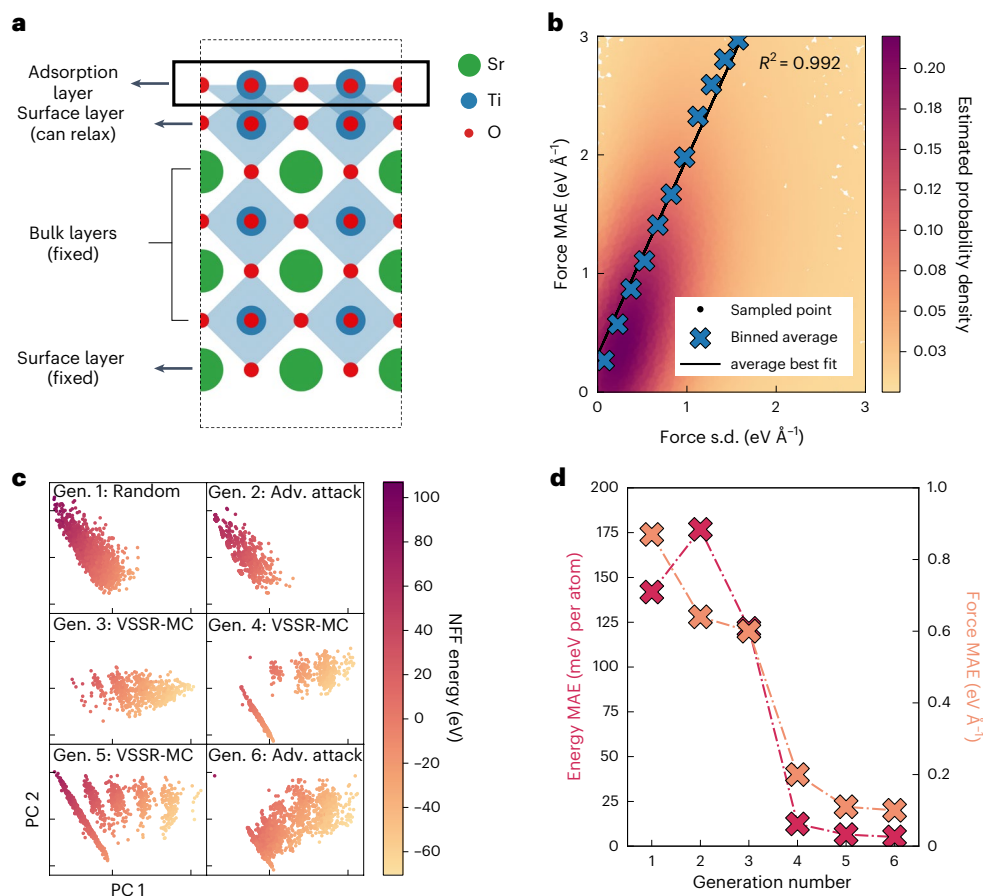 a
Adsorption
layer
Surface layer
(can relax)
Bulk layers
(fixed)
Surface layer
(fixed)
Sr
Ti
O
b
3
2
1
0
Force MAE (eV Å⁻¹)
R² = 0.992
Sampled point
Binned average
average best fit
0 1 2 3
Force s.d. (eV Å⁻¹)
0.20
0.18
0.15
0.12
0.10
0.08
0.05
0.03
Estimated probability density
c
Gen. 1: Random
Gen. 2: Adv. attack
Gen. 3: VSSR-MC
Gen. 4: VSSR-MC
Gen. 5: VSSR-MC
Gen. 6: Adv. attack
PC 2
PC 1
100
80
60
40
20
0
−20
−40
−60
NFF energy (eV)
d
200
175
150
125
100
75
50
25
0
Energy MAE (meV per atom)
1.0
0.8
0.6
0.4
0.2
0
Force MAE (eV Å⁻¹)
1 2 3 4 5 6
Generation number